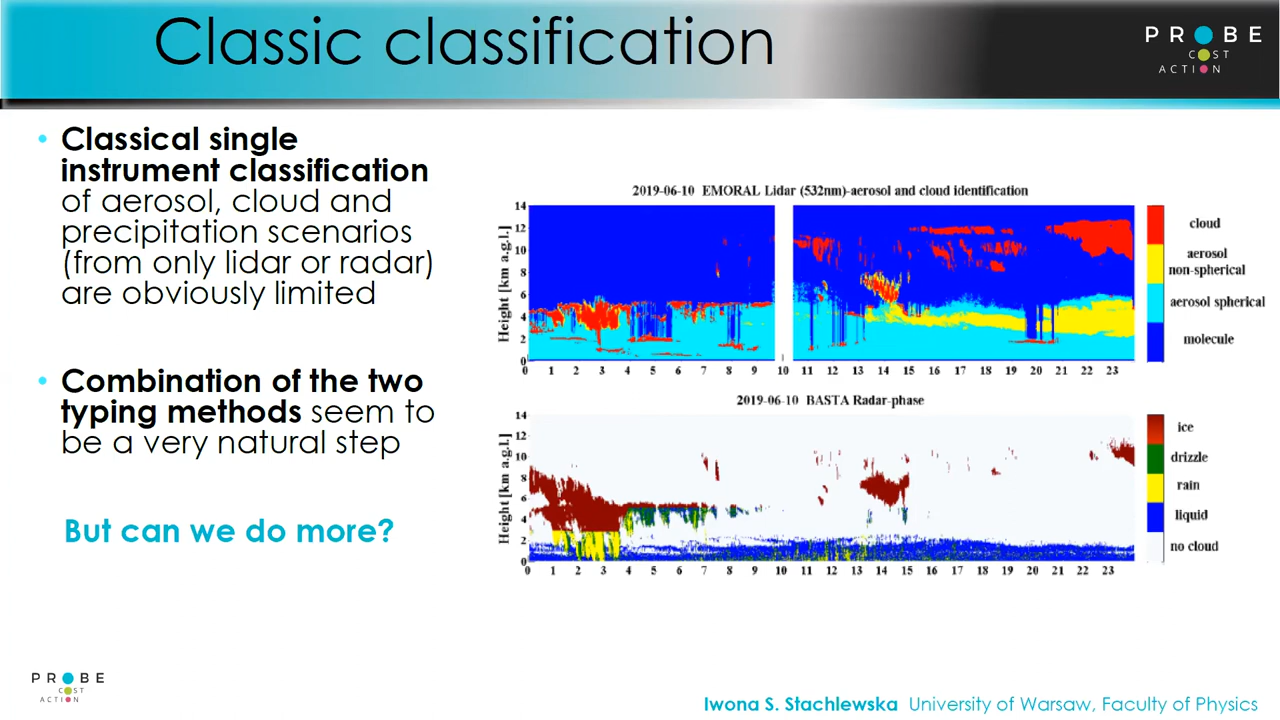 Classic classification
PROBE
COST
ACTION
• Classical single
instrument classification
of aerosol, cloud and
precipitation scenarios
(from only lidar or radar)
are obviously limited
• Combination of the two
typing methods seem to
be a very natural step
But can we do more?
2019-06-10 EMORAL Lidar (532nm)-aerosol and cloud identification
Height [km a.g.l.]
14
12
10
8
6
4
2
0
0 1 2 3 4 5 6 7 8 9 10 11 12 13 14 15 16 17 18 19 20 21 22 23
cloud
aerosol
non-spherical
aerosol spherical
molecule
2019-06-10 BASTA Radar-phase
Height [km a.g.l.]
14
12
10
8
6
4
2
0
0 1 2 3 4 5 6 7 8 9 10 11 12 13 14 15 16 17 18 19 20 21 22 23
ice
drizzle
rain
liquid
no cloud
PROBE
COST
ACTION
Iwona S. Stachlewska University of Warsaw, Faculty of Physics